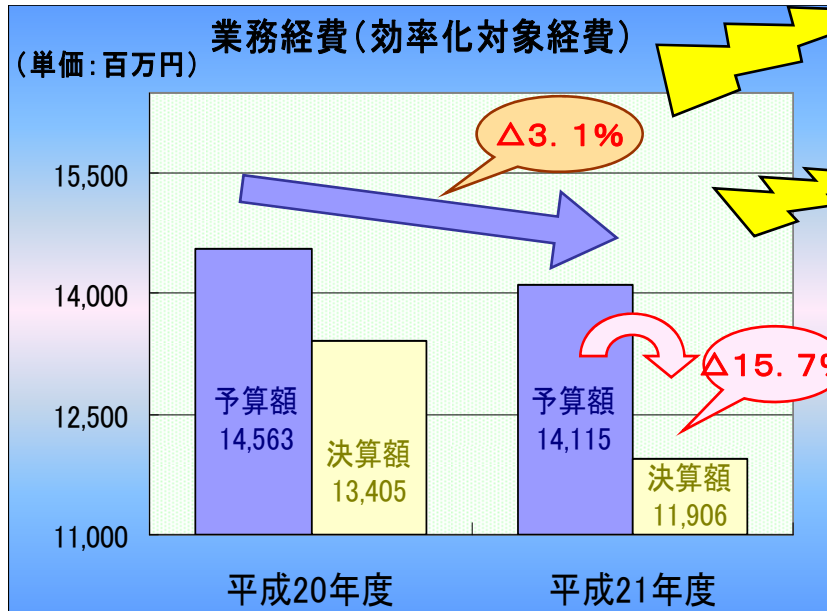 業務経費(効率化対象経費)
(単価:百万円)
△3.1%
15,500
14,000
12,500
11,000
予算額
14,563
決算額
13,405
予算額
14,115
△15.7%
決算額
11,906
平成20年度
平成21年度